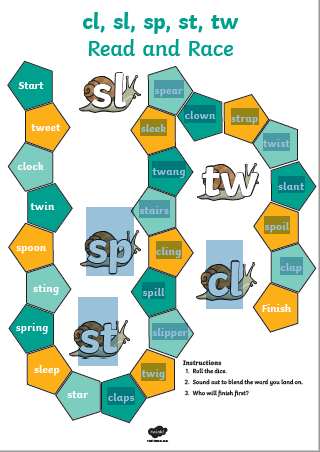 cl, sl, sp, st, tw
Read and Race
Start
tweet
clock
twin
spoon
sting
spring
sleep
star
claps
twig
slipper
spill
cling
stairs
twang
sleek
spear
clown
strap
twist
slant
spoil
clap
Finish
sl
tw
sp
cl
st
Instructions
1. Roll the dice.
2. Sound out to blend the word you land on.
3. Who will finish first?